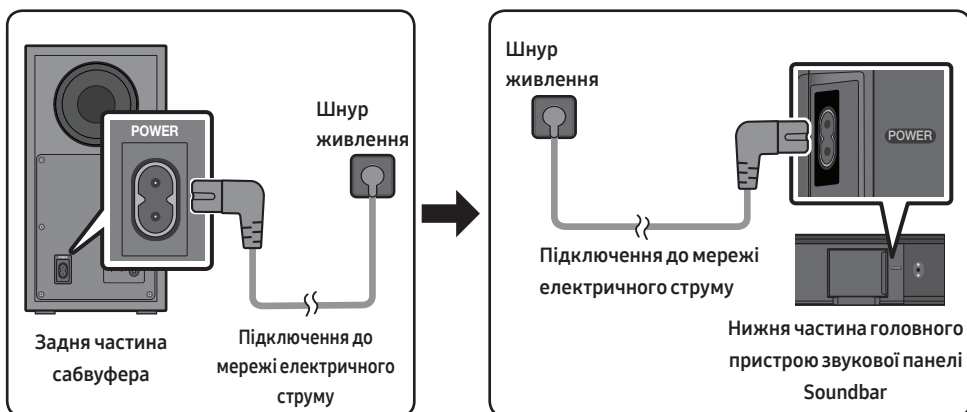 POWER
Шнур
живлення
Задня частина
сабвуфера
Підключення до
мережі електричного
струму
Шнур
живлення
POWER
Підключення до мережі
електричного струму
Нижня частина головного
пристрою звукової панелі
Soundbar